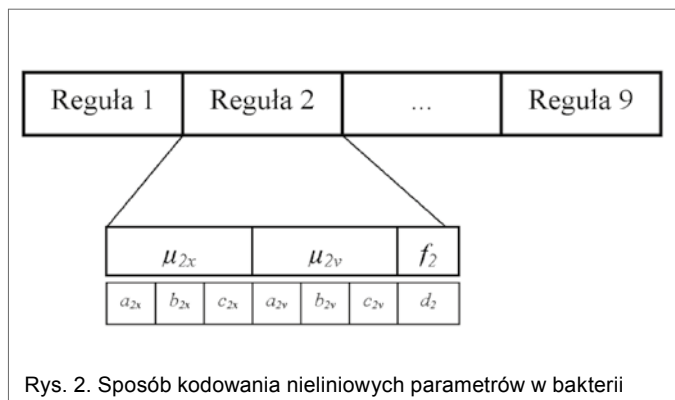 Reguła 1 Reguła 2 ... Reguła 9
μ2x μ2v f2
a2x b2x c2x a2v b2v c2v d2
Rys. 2. Sposób kodowania nieliniowych parametrów w bakterii